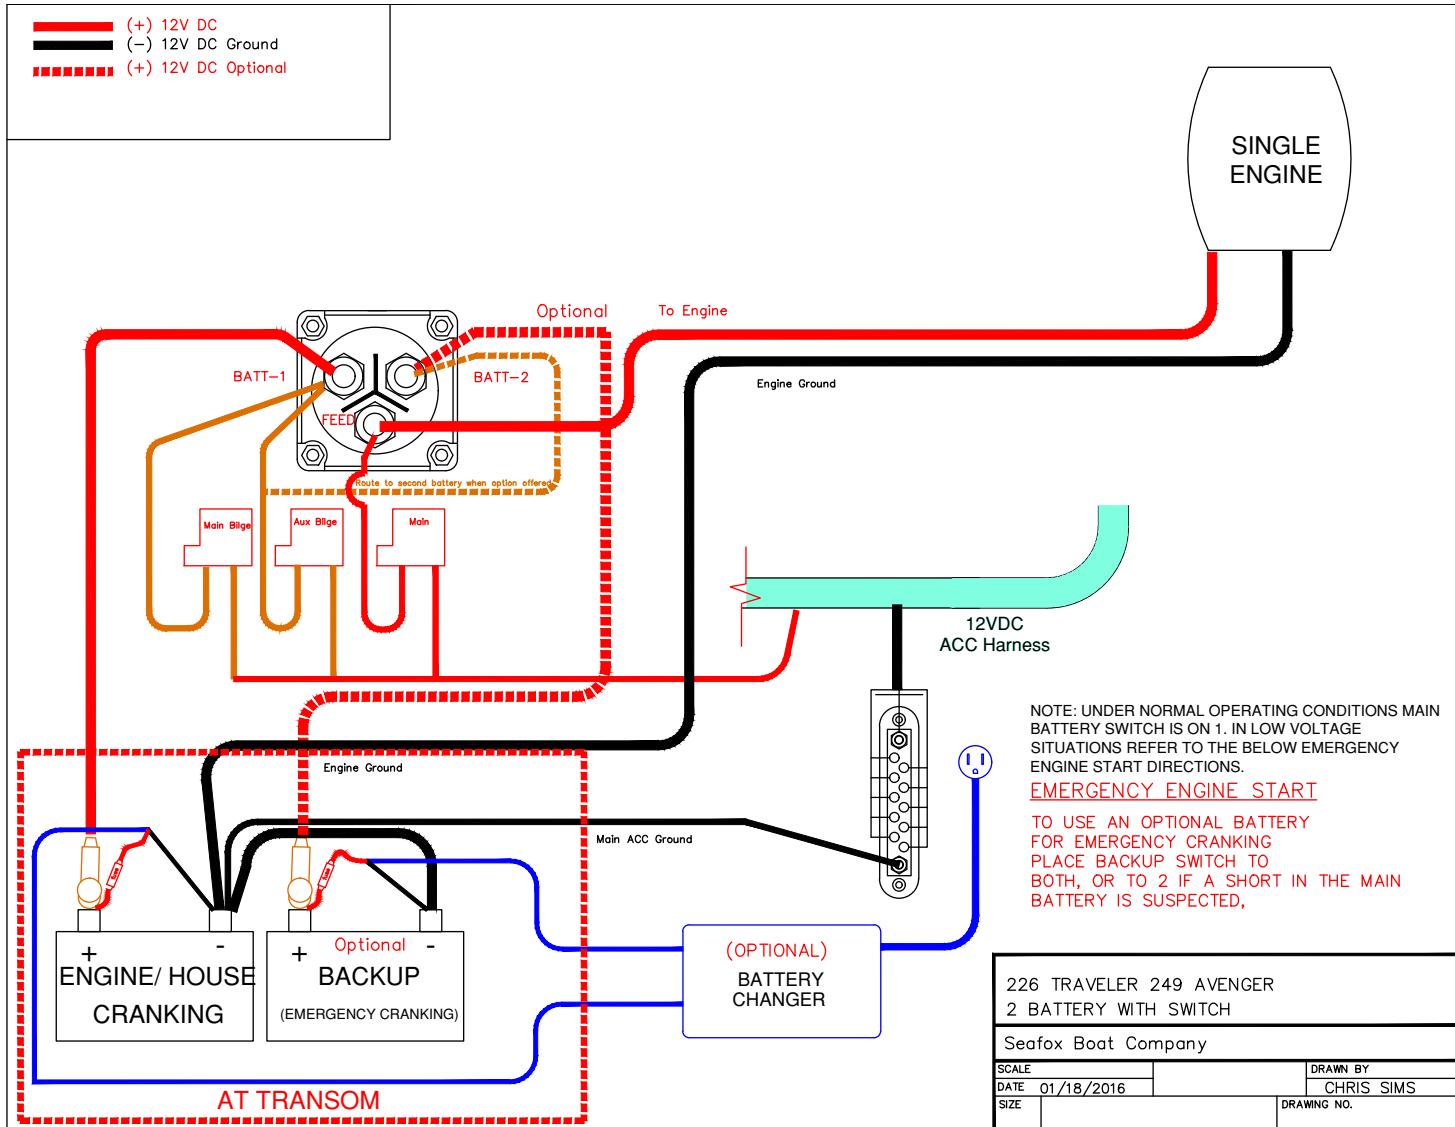 (+) 12V DC
(-) 12V DC Ground
(+) 12V DC Optional
SINGLE
ENGINE
Optional
To Engine
BATT-1
BATT-2
Engine Ground
FEED
Route to second battery when option offered
Main Bilge
Aux Bilge
Main
12VDC
ACC Harness
Engine Ground
Main ACC Ground
NOTE: UNDER NORMAL OPERATING CONDITIONS MAIN
BATTERY SWITCH IS ON 1. IN LOW VOLTAGE
SITUATIONS REFER TO THE BELOW EMERGENCY
ENGINE START DIRECTIONS.
EMERGENCY ENGINE START
TO USE AN OPTIONAL BATTERY
FOR EMERGENCY CRANKING
PLACE BACKUP SWITCH TO
BOTH, OR TO 2 IF A SHORT IN THE MAIN
BATTERY IS SUSPECTED,
fuse
fuse
+ -
ENGINE/ HOUSE
CRANKING
+ Optional -
BACKUP
(EMERGENCY CRANKING)
(OPTIONAL)
BATTERY
CHANGER
AT TRANSOM
226 TRAVELER 249 AVENGER
2 BATTERY WITH SWITCH
Seafox Boat Company
SCALE
DRAWN BY
DATE 01/18/2016
CHRIS SIMS
SIZE
DRAWING NO.